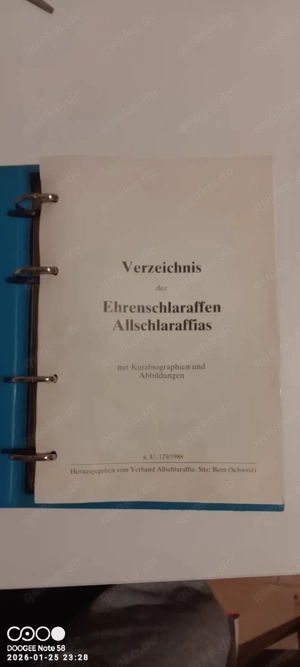 Verzeichnis
der
Ehrenschlaraffen
Allschlaraffias
mit Kurzbiographien und
Abbildungen
a. U. 129/1988
Herausgegeben vom Verband Allschlaraffia, Sitz: Bern (Schweiz)
DOOGEE Note 58
2026-01-25 23:28